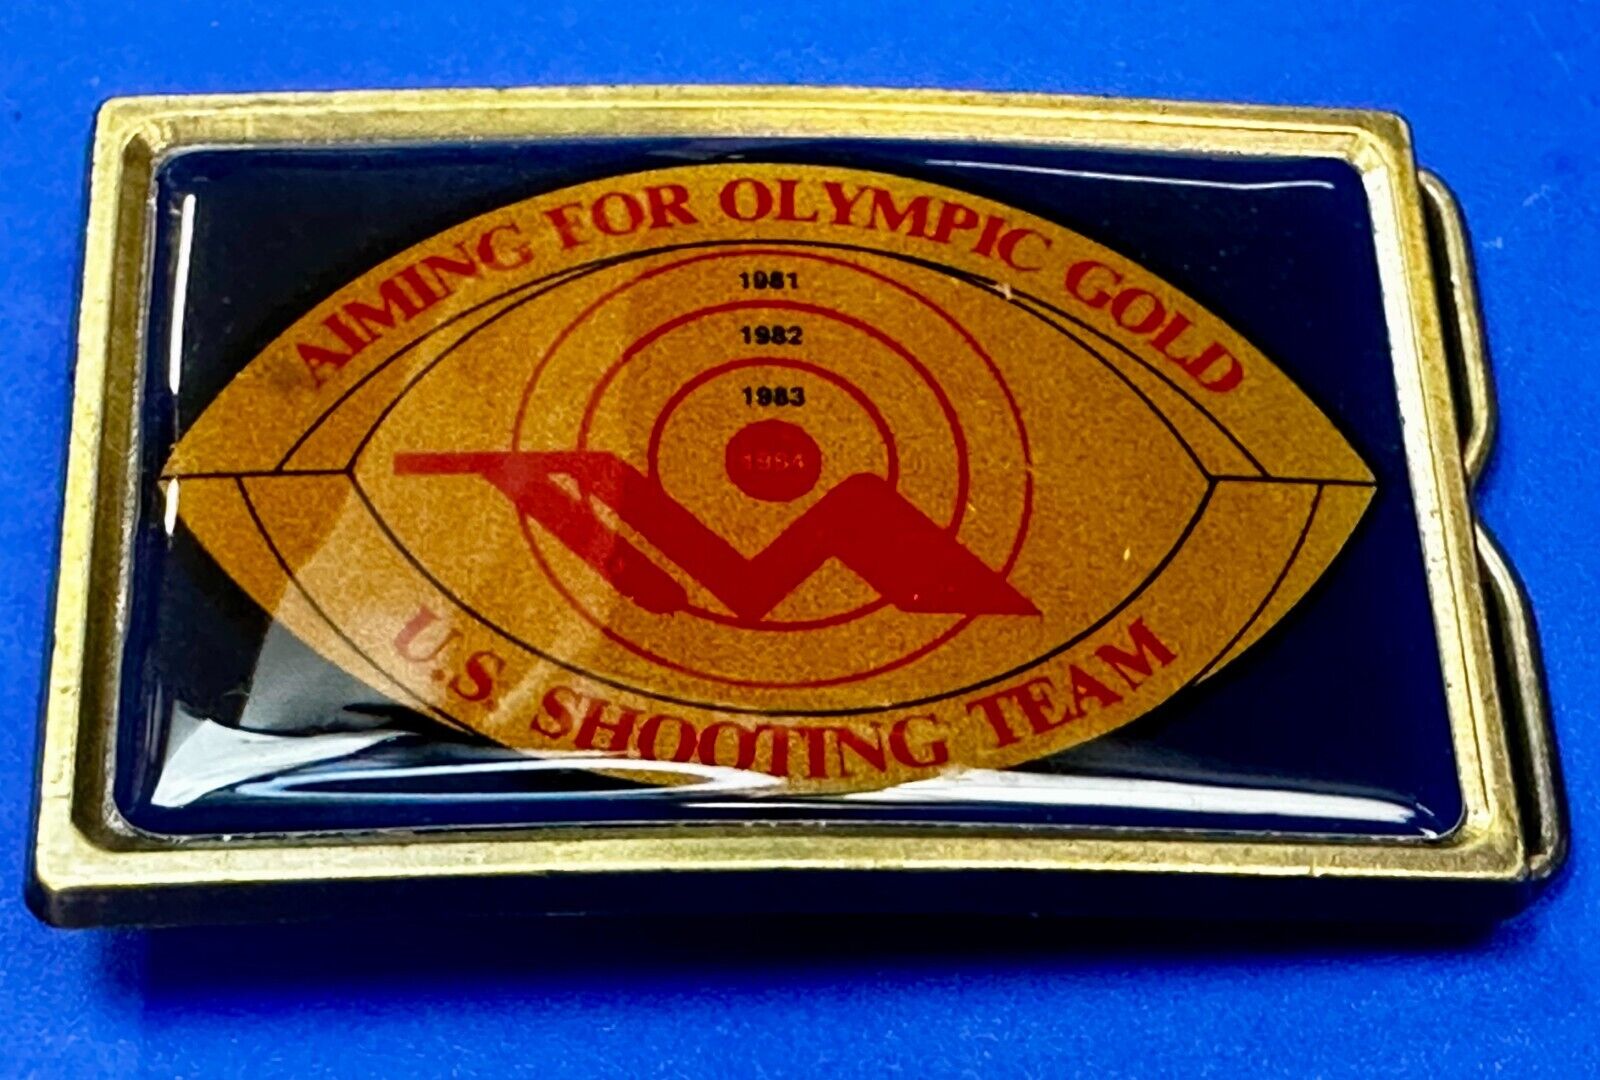 AIMING FOR OLYMPIC GOLD
1981
1982
1983
1984
U.S. SHOOTING TEAM